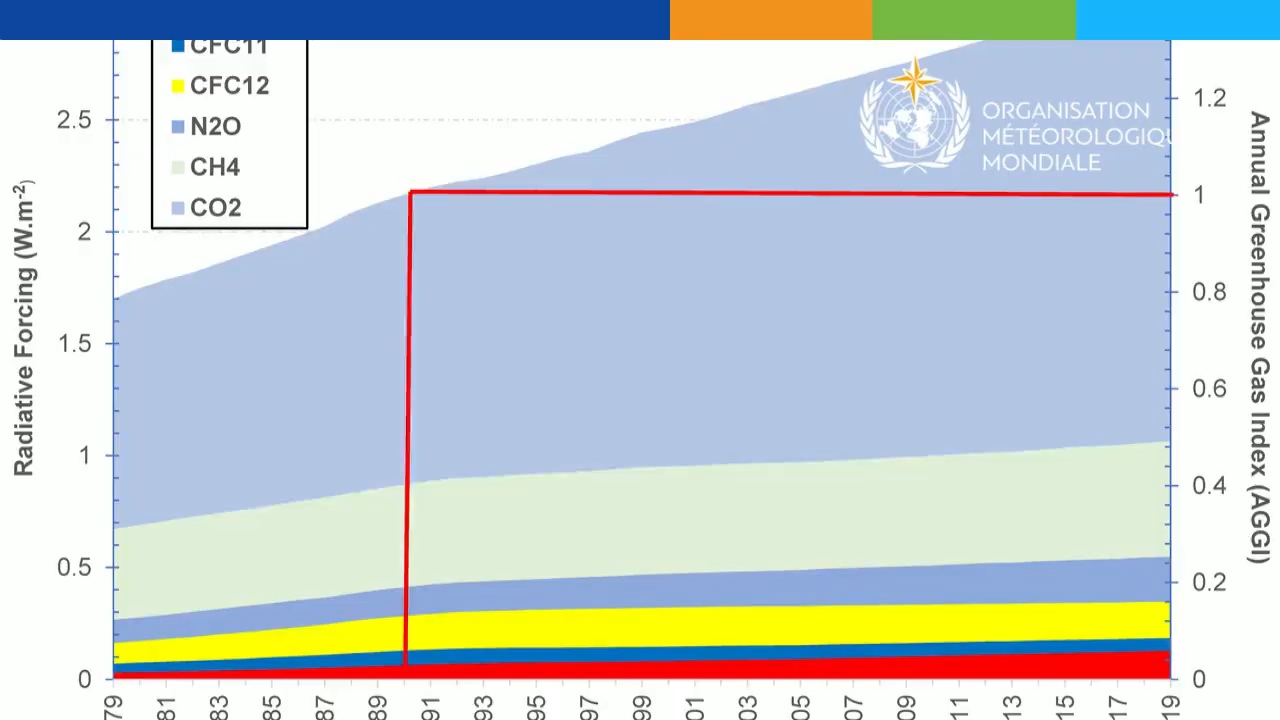 CFC11
CFC12
N2O
CH4
CO2
2.5
2
1.5
1
0.5
0
Radiative Forcing (W.m-2)
ORGANISATION
MÉTÉOROLOGIQU
MONDIALE
1.2
1
0.8
0.6
0.4
0.2
0
Annual Greenhouse Gas Index (AGGI)
79 81 83 85 87 89 91 93 95 97 99 01 03 05 07 09 11 13 15 17 19